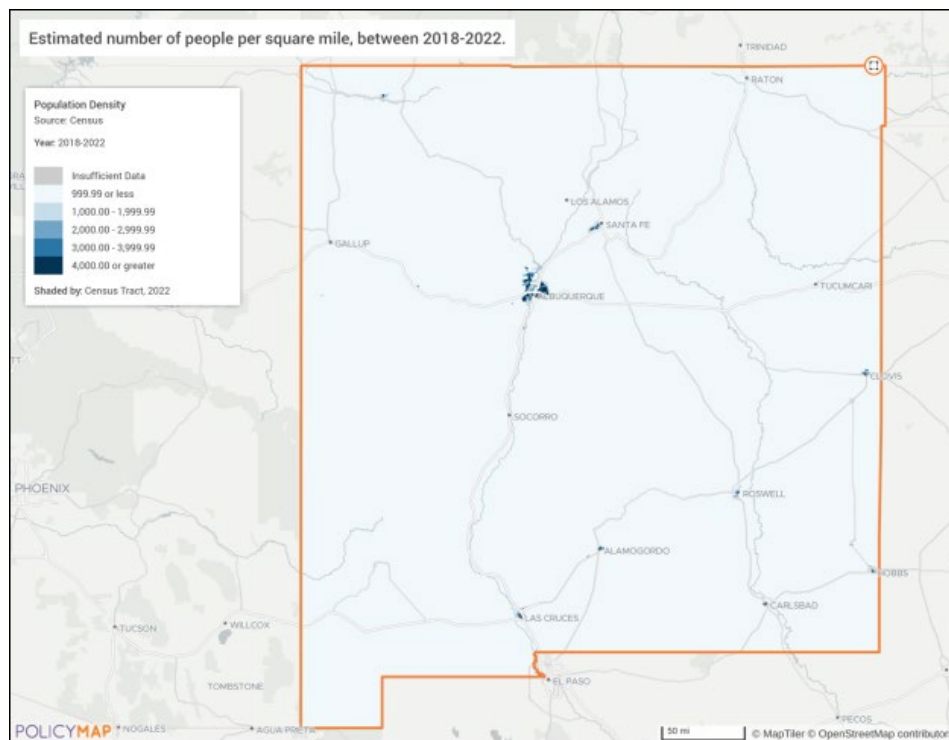 Estimated number of people per square mile, between 2018-2022.
TRINIDAD
RATON
Population Density
Source: Census
Year: 2018-2022
Insufficient Data
999.99 or less
1,000.00 - 1,999.99
2,000.00 - 2,999.99
3,000.00 - 3,999.99
4,000.00 or greater
Shaded by: Census Tract, 2022
LOS ALAMOS
SANTA FE
GALLUP
TUCUMCARI
ALBUQUERQUE
CLOVIS
SOCORRO
PHOENIX
ROSWELL
ALAMOGORDO
HOBBS
CARLSBAD
LAS CRUCES
TUCSON
WILLCOX
EL PASO
TOMBSTONE
PECOS
POLICYMAP
NOGALES
AGUA PRIETA
50 mi
© MapTiler © OpenStreetMap contributor